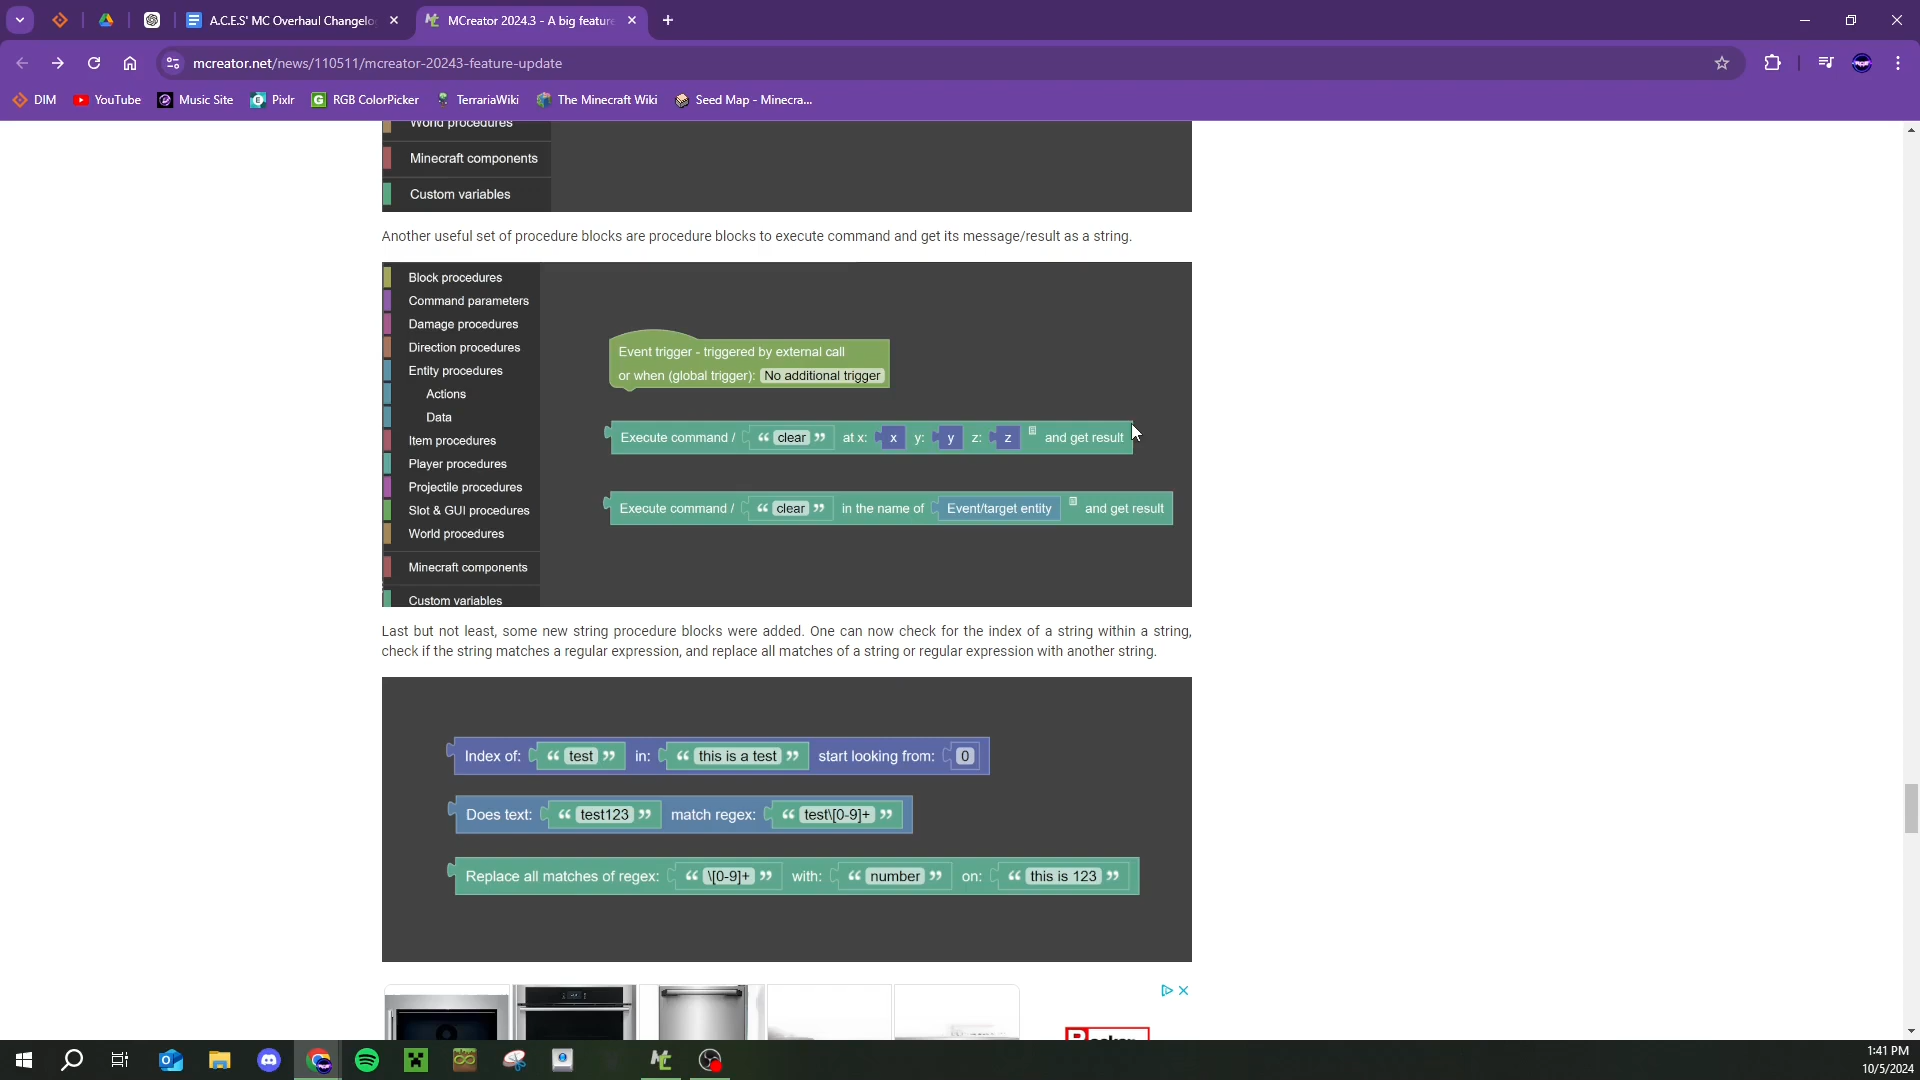 A.C.E.S' MC Overhaul Changelo
MCreator 2024.3 - A big feature
mcreator.net/news/110511/mcreator-20243-feature-update
DIM
YouTube
Music Site
Pixlr
RGB ColorPicker
TerrariaWiki
The Minecraft Wiki
Seed Map - Minecra...
World procedures
Minecraft components
Custom variables
Another useful set of procedure blocks are procedure blocks to execute command and get its message/result as a string.
Block procedures
Command parameters
Damage procedures
Direction procedures
Entity procedures
Actions
Data
Item procedures
Player procedures
Projectile procedures
Slot & GUI procedures
World procedures
Minecraft components
Custom variables
Event trigger - triggered by external call
or when (global trigger): No additional trigger
Execute command / “ clear ” at x: x y: y z: z and get result
Execute command / “ clear ” in the name of Event/target entity and get result
Last but not least, some new string procedure blocks were added. One can now check for the index of a string within a string,
check if the string matches a regular expression, and replace all matches of a string or regular expression with another string.
Index of: “ test ” in: “ this is a test ” start looking from: 0
Does text: “ test123 ” match regex: “ test\[0-9]+ ”
Replace all matches of regex: “ \[0-9]+ ” with: “ number ” on: “ this is 123 ”
1:41 PM
10/5/2024